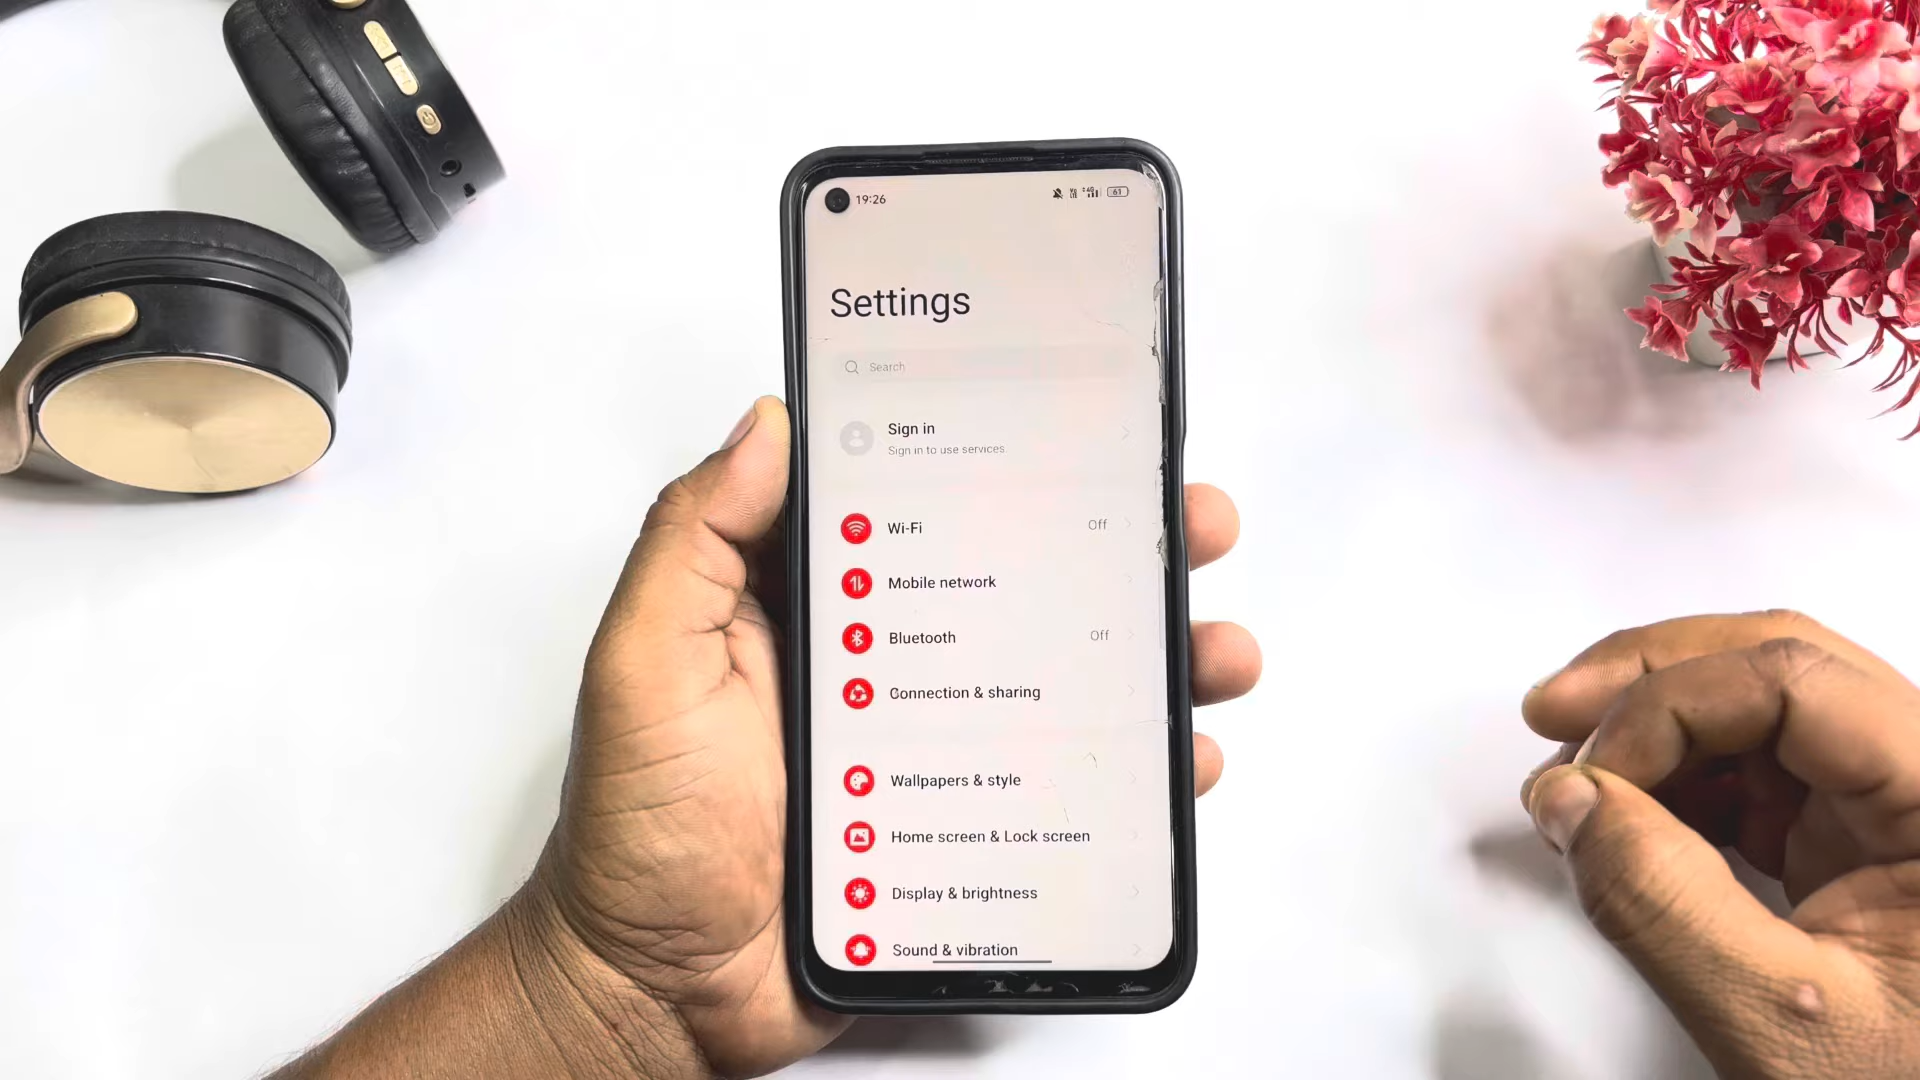 19:26
63
Settings
Search
Sign in
Sign in to use services.
Wi-Fi Off
Mobile network
Bluetooth Off
Connection & sharing
Wallpapers & style
Home screen & Lock screen
Display & brightness
Sound & vibration